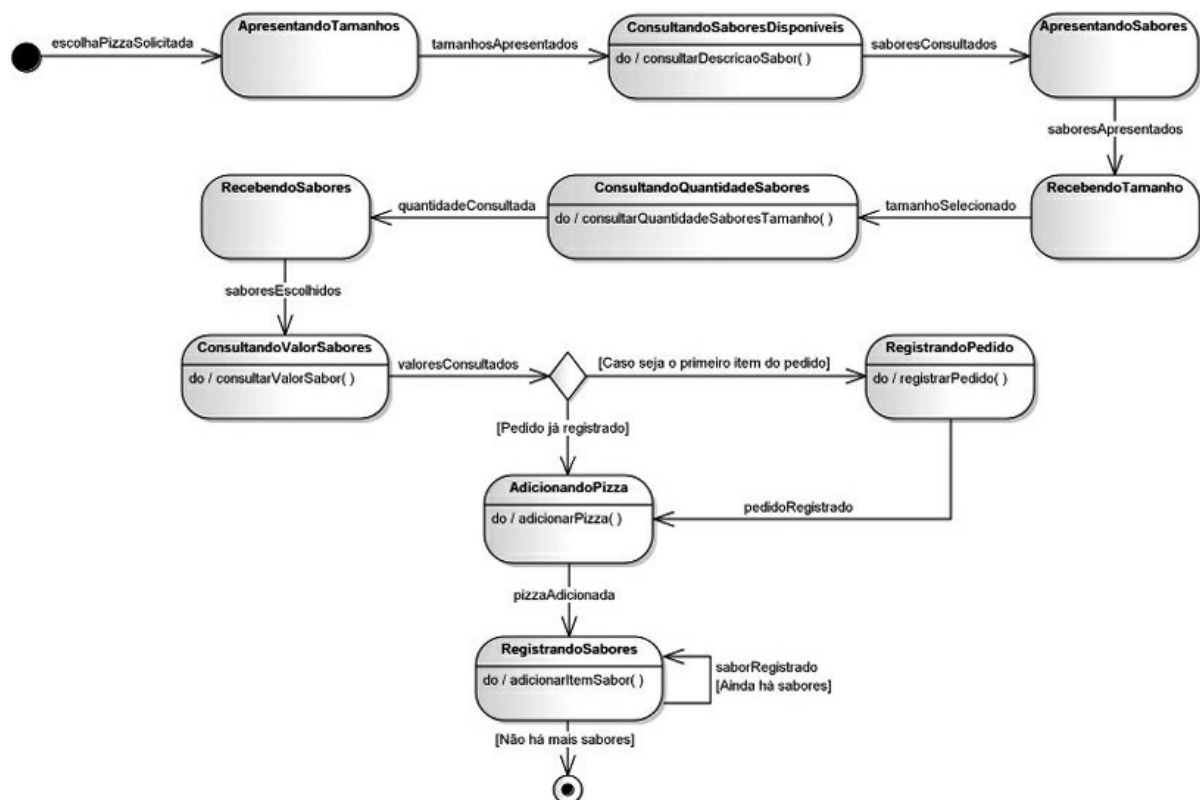 escolhaPizzaSolicitada
ApresentandoTamanhos
tamanhosApresentados
ConsultandoSaboresDisponíveis
do / consultarDescricaoSabor( )
saboresConsultados
ApresentandoSabores
saboresApresentados
RecebendoTamanho
tamanhoSelecionado
ConsultandoQuantidadeSabores
do / consultarQuantidadeSaboresTamanho( )
quantidadeConsultada
RecebendoSabores
saboresEscolhidos
ConsultandoValorSabores
do / consultarValorSabor( )
valoresConsultados
[Caso seja o primeiro item do pedido]
RegistrandoPedido
do / registrarPedido( )
[Pedido já registrado]
pedidoRegistrado
AdicionandoPizza
do / adicionarPizza( )
pizzaAdicionada
RegistrandoSabores
do / adicionarItemSabor( )
saborRegistrado
[Ainda há sabores]
[Não há mais sabores]